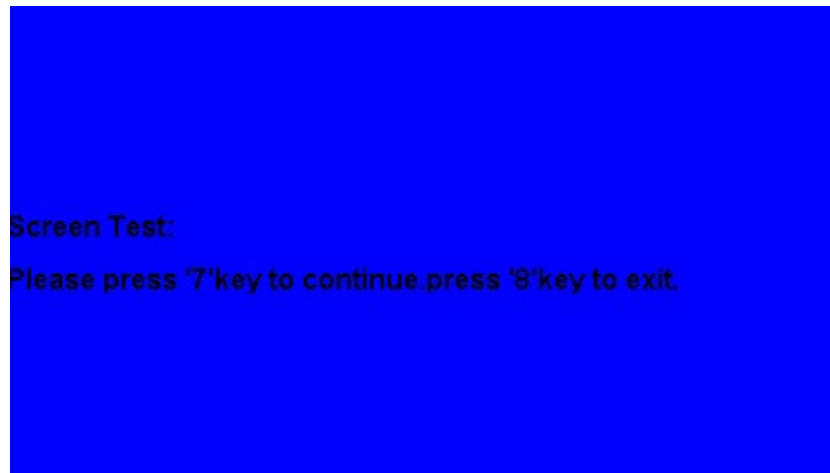 Screen Test:
Please press '7'key to continue.press '8'key to exit.